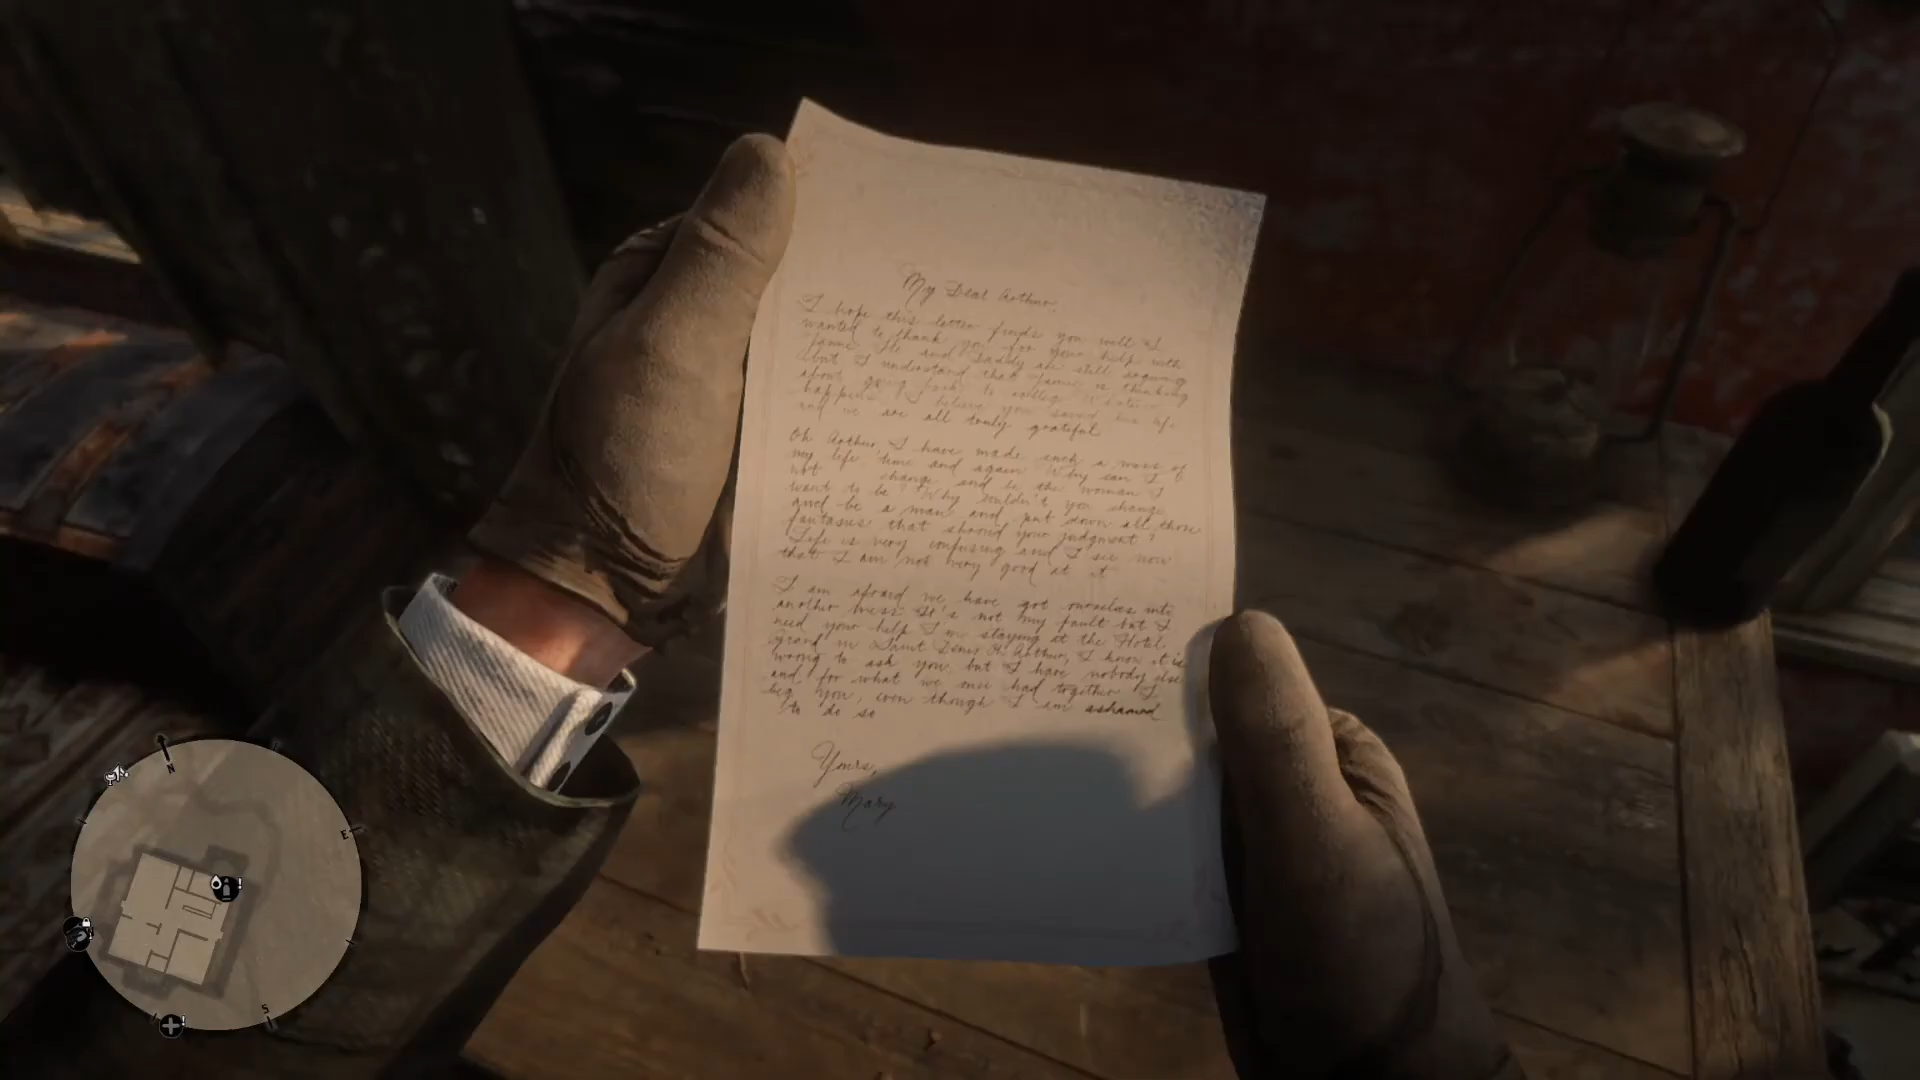 My Dear Arthur,
I hope this letter finds you well. I
wanted to thank you for your help with
Jamie. He and Daddy are still arguing
but I understand that Jamie is thinking
about going back to college. Whatever
happens, I believe you saved his life
and we are all truly grateful.
Oh Arthur, I have made such a mess of
my life time and again. Why can I
not change and be the woman I
want to be? Why couldn't you change
and be a man and put down all those
fantasies that shroud your judgment?
Life is very confusing and I see now
that I am not very good at it
I am afraid we have got ourselves into
another mess. It's not my fault but I
need your help. I'm staying at the Hotel
Grand in Saint Denis. Oh Arthur, I know it is
wrong to ask you but I have nobody else
and for what we once had together I
beg you, even though I am ashamed
to do so
Yours,
Mary
N
E
S